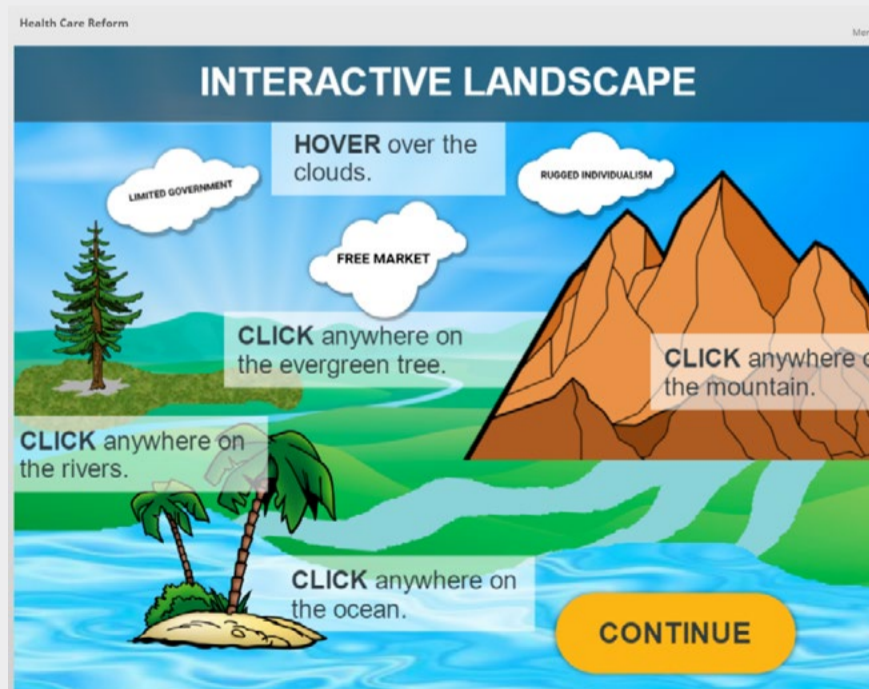 Health Care Reform
INTERACTIVE LANDSCAPE
HOVER over the
clouds.
LIMITED GOVERNMENT
RUGGED INDIVIDUALISM
FREE MARKET
CLICK anywhere on
the evergreen tree.
CLICK anywhere
the mountain.
CLICK anywhere on
the rivers.
CLICK anywhere on
the ocean.
CONTINUE